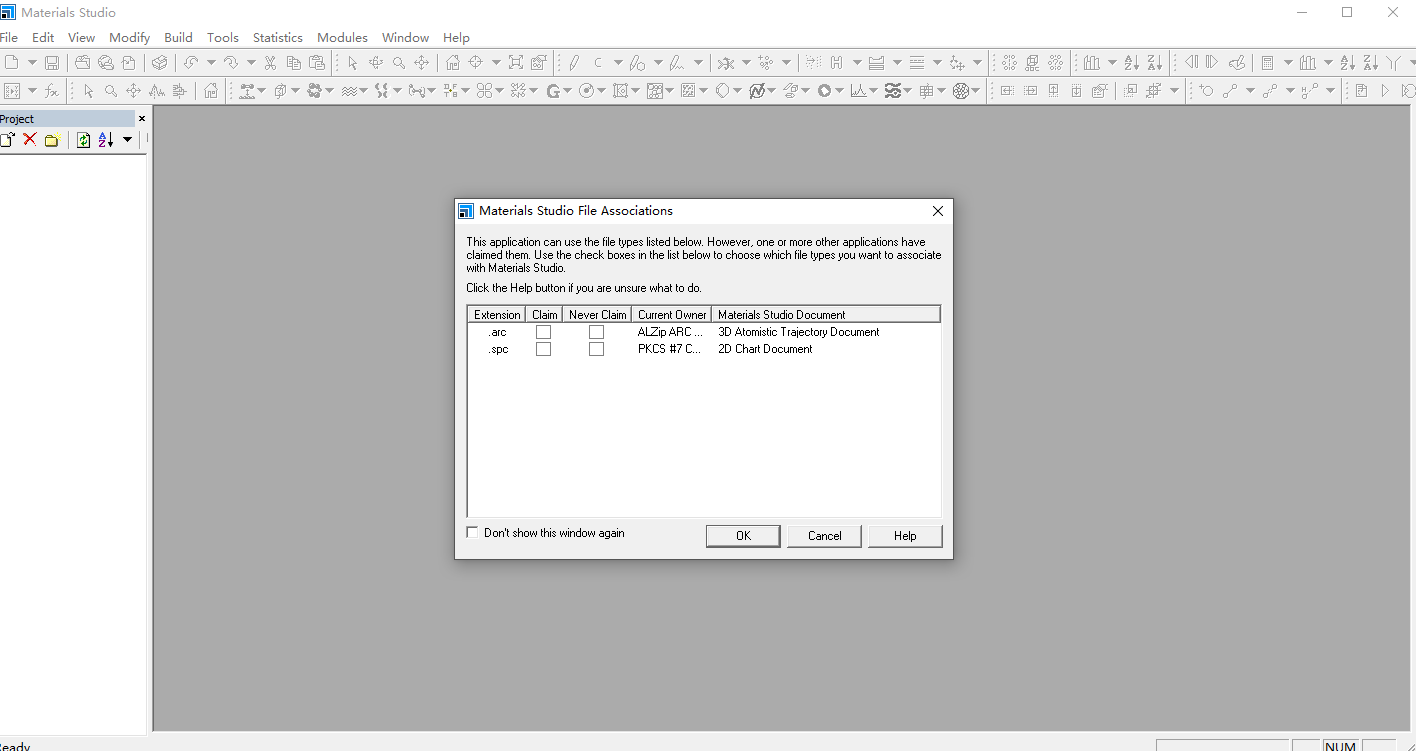 Materials Studio
File Edit View Modify Build Tools Statistics Modules Window Help
Project
Materials Studio File Associations
This application can use the file types listed below. However, one or more other applications have
claimed them. Use the check boxes in the list below to choose which file types you want to associate
with Materials Studio.
Click the Help button if you are unsure what to do.
Extension Claim Never Claim Current Owner Materials Studio Document
.arc ALZip ARC ... 3D Atomistic Trajectory Document
.spc PKCS #7 C... 2D Chart Document
Don't show this window again
OK Cancel Help
Ready NUM